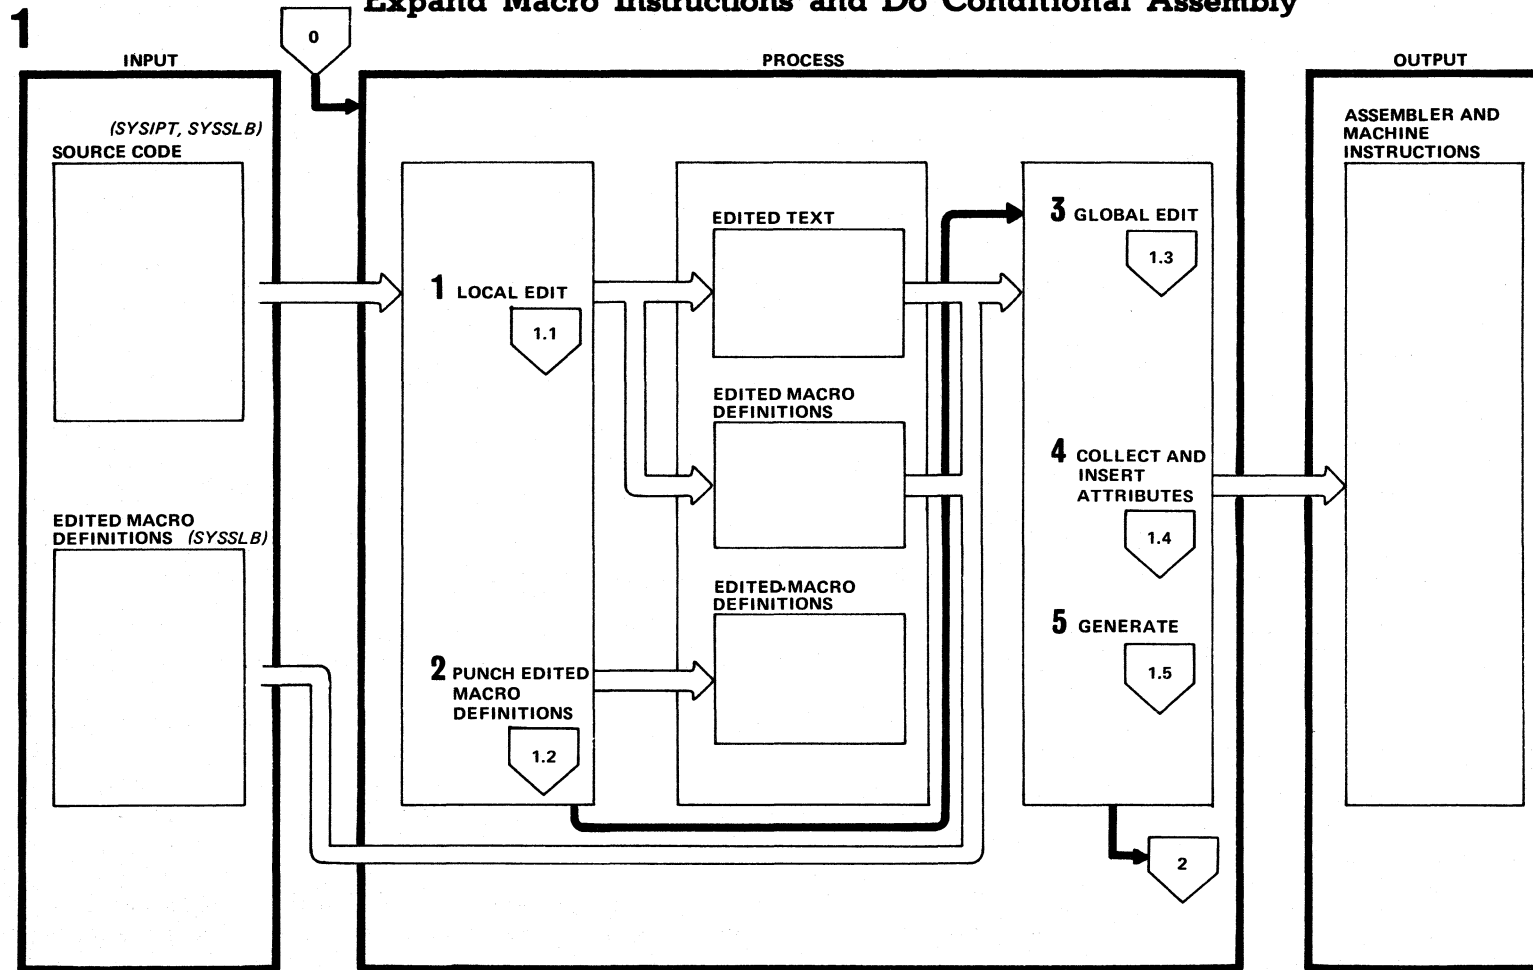 Expand Macro Instructions and Do Conditional Assembly
1
0
INPUT
PROCESS
OUTPUT
(SYSIPT, SYSSLB)
SOURCE CODE
ASSEMBLER AND
MACHINE
INSTRUCTIONS
EDITED TEXT
3 GLOBAL EDIT
1.3
1 LOCAL EDIT
1.1
EDITED MACRO
DEFINITIONS
4 COLLECT AND
INSERT
ATTRIBUTES
1.4
EDITED MACRO
DEFINITIONS (SYSSLB)
EDITED MACRO
DEFINITIONS
5 GENERATE
1.5
2 PUNCH EDITED
MACRO
DEFINITIONS
1.2
2